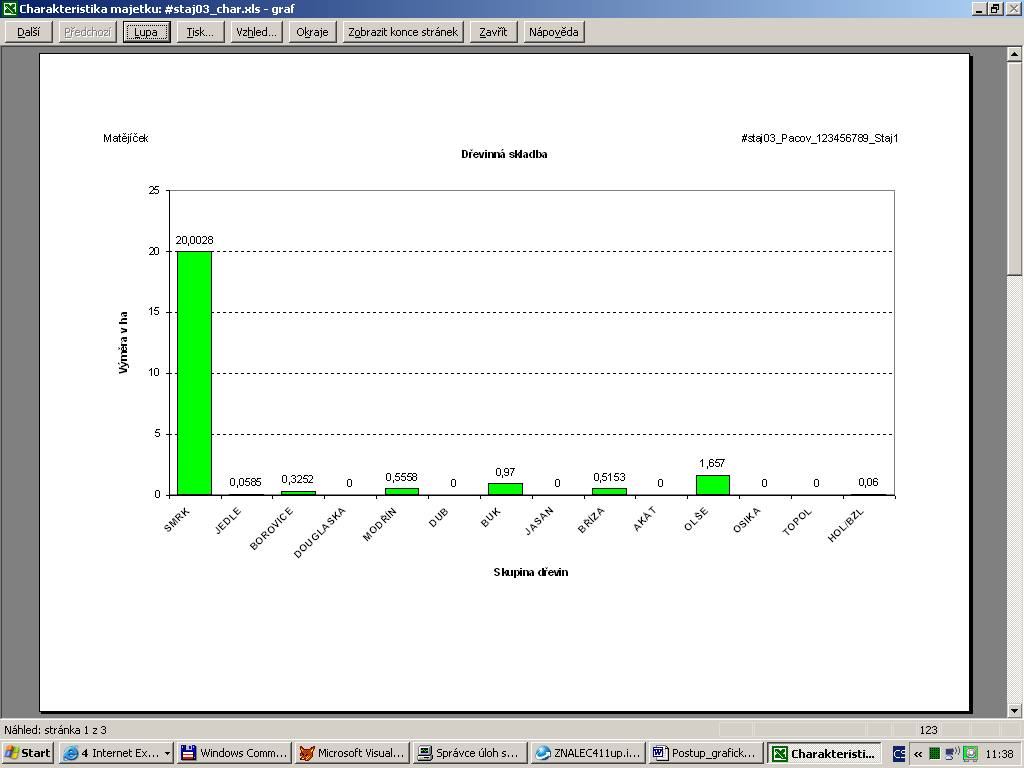 Charakteristika majetku: #staj03_char.xls - graf
Další Předchozí Lupa Tisk... Vzhled... Okraje Zobrazit konce stránek Zavřít Nápověda
Matějíček #staj03_Pacov_123456789_Staj1
Dřevinná skladba
Výměra v ha
25
20
15
10
5
0
20,0028 0,0585 0,3252 0 0,5558 0 0,97 0 0,5153 0 1,657 0 0 0,06
SMRK JEDLE BOROVICE DOUGLASKA MODŘÍN DUB BUK JASAN BŘÍZA AKÁT OLŠE OSIKA TOPOL HOL/BZL
Skupina dřevin
Náhled: stránka 1 z 3 123
Start 4 Internet Ex... Windows Comm... Microsoft Visual... Správce úloh s... ZNALEC411up.i... Postup_grafick... Charakteristi... CS « 11:38